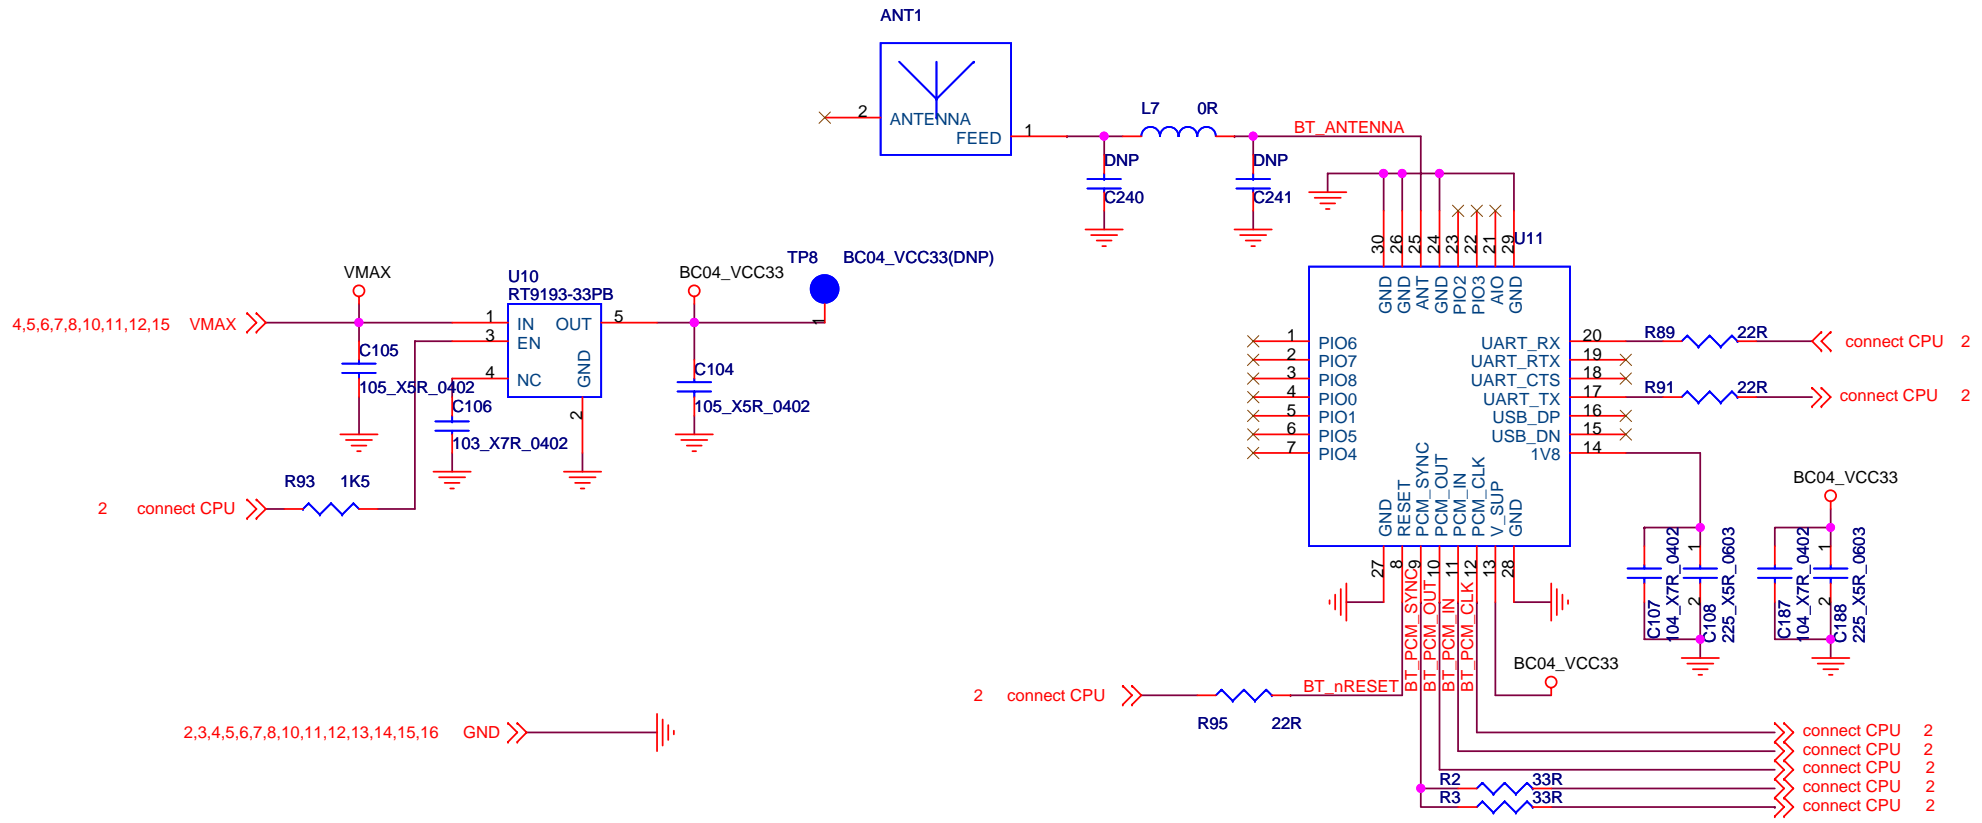 ANT1
2
ANTENNA
FEED
1
L7 0R
BT_ANTENNA
DNP
C240
DNP
C241
30
26
25
24
23
22
21
29
U11
GND
GND
ANT
GND
PIO2
PIO3
AIO
GND
VMAX
4,5,6,7,8,10,11,12,15 VMAX
U10
RT9193-33PB
1 IN
3 EN
4 NC
OUT 5
GND
2
C105
105_X5R_0402
C106
103_X7R_0402
BC04_VCC33
C104
105_X5R_0402
TP8 BC04_VCC33(DNP)
1
R93 1K5
2 connect CPU
1 PIO6
2 PIO7
3 PIO8
4 PIO0
5 PIO1
6 PIO5
7 PIO4
UART_RX 20
UART_RTX 19
UART_CTS 18
UART_TX 17
USB_DP 16
USB_DN 15
1V8 14
R89 22R
connect CPU 2
R91 22R
connect CPU 2
GND
RESET
PCM_SYNC
PCM_OUT
PCM_IN
PCM_CLK
V_SUP
GND
27
8
9
10
11
12
13
28
BT_PCM_SYNC
BT_PCM_OUT
BT_PCM_IN
BT_PCM_CLK
BC04_VCC33
C107
104_X7R_0402
1
2
C108
225_X5R_0603
BC04_VCC33
C187
104_X7R_0402
1
2
C188
225_X5R_0603
2 connect CPU
R95 22R
BT_nRESET
2,3,4,5,6,7,8,10,11,12,13,14,15,16 GND
connect CPU 2
connect CPU 2
connect CPU 2
R2 33R
connect CPU 2
R3 33R
connect CPU 2